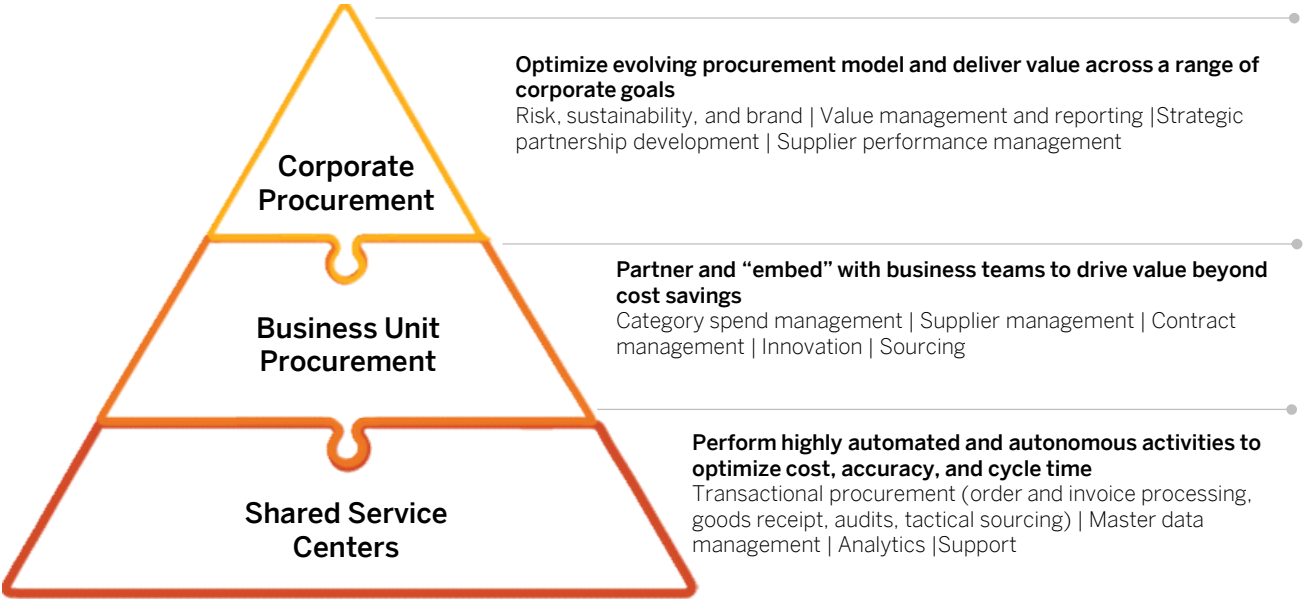 Optimize evolving procurement model and deliver value across a range of
corporate goals
Risk, sustainability, and brand | Value management and reporting |Strategic
partnership development | Supplier performance management
Corporate
Procurement
Partner and “embed” with business teams to drive value beyond
cost savings
Category spend management | Supplier management | Contract
management | Innovation | Sourcing
Business Unit
Procurement
Perform highly automated and autonomous activities to
optimize cost, accuracy, and cycle time
Transactional procurement (order and invoice processing,
goods receipt, audits, tactical sourcing) | Master data
management | Analytics |Support
Shared Service
Centers